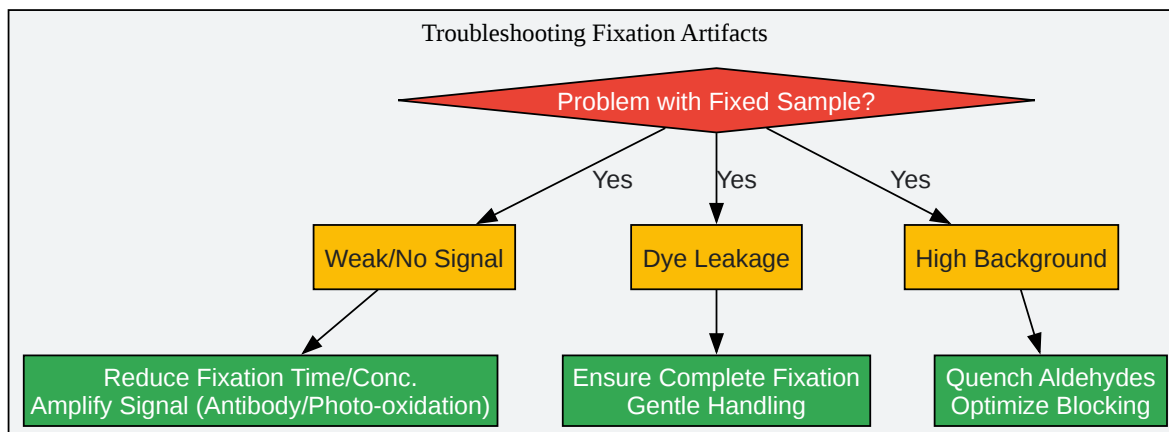 Troubleshooting Fixation Artifacts
Problem with Fixed Sample?
Yes
Yes
Yes
Weak/No Signal
Dye Leakage
High Background
Reduce Fixation Time/Conc.
Amplify Signal (Antibody/Photo-oxidation)
Ensure Complete Fixation
Gentle Handling
Quench Aldehydes
Optimize Blocking